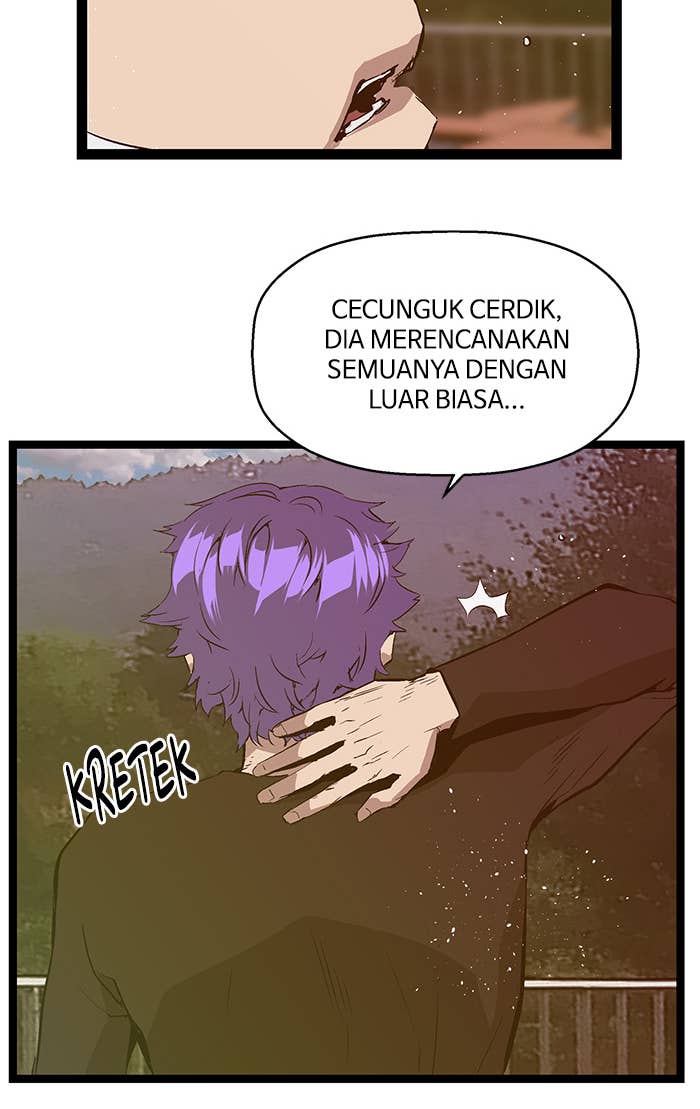 CECUNGUK CERDIK,
DIA MERENCANAKAN
SEMUANYA DENGAN
LUAR BIASA...
KRETEK